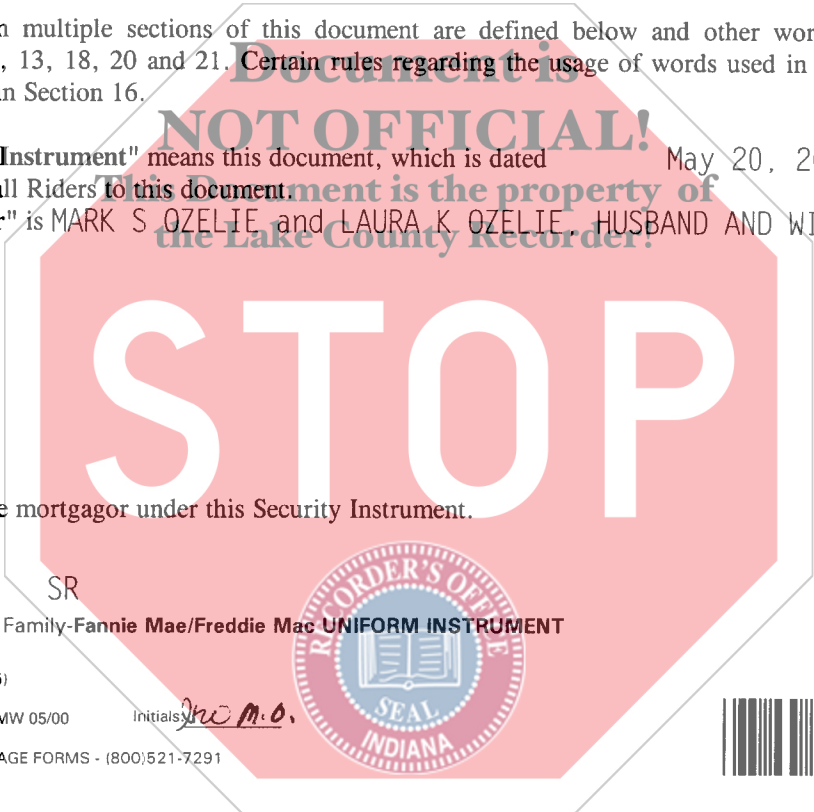 n multiple sections of this document are defined below and other wor
, 13, 18, 20 and 21. Certain rules regarding the usage of words used in
n Section 16.
Document is
NOT OFFICIAL!
This Document is the property of
the Lake County Recorder!
Instrument" means this document, which is dated May 20, 2
ll Riders to this document.
" is MARK S OZELIE and LAURA K OZELIE, HUSBAND AND WI
STOP
e mortgagor under this Security Instrument.
SR
Family-Fannie Mae/Freddie Mac UNIFORM INSTRUMENT
MW 05/00 Initials: M.O.
AGE FORMS - (800)521-7291
RECORDER'S OFFICE
SEAL
INDIANA